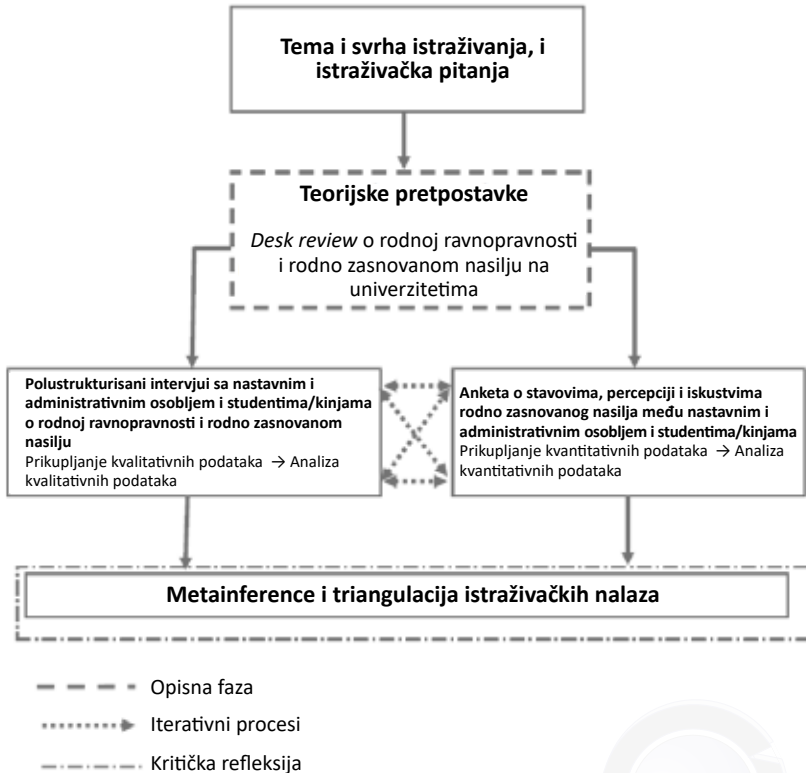 Tema i svrha istraživanja, i
istraživačka pitanja
Teorijske pretpostavke
Desk review o rodnoj ravnopravnosti
i rodno zasnovanom nasilju na
univerzitetima
Polustrukturisani intervjui sa nastavnim i
administrativnim osobljem i studentima/kinjama
o rodnoj ravnopravnosti i rodno zasnovanom
nasilju
Prikupljanje kvalitativnih podataka → Analiza
kvalitativnih podataka
Anketa o stavovima, percepciji i iskustvima
rodno zasnovanog nasilja među nastavnim i
administrativnim osobljem i studentima/kinjama
Prikupljanje kvantitativnih podataka → Analiza
kvantitativnih podataka
Metainference i triangulacija istraživačkih nalaza
Opisna faza
Iterativni procesi
Kritička refleksija